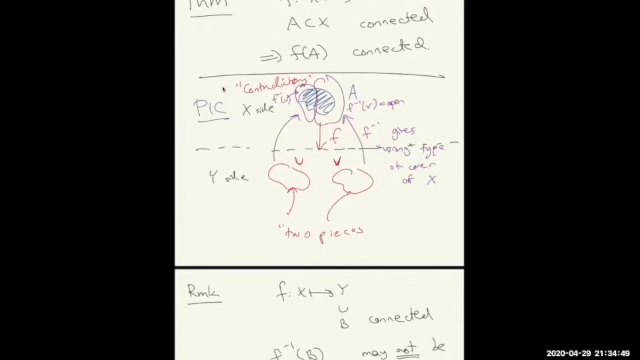 Thm
A ⊂ X connected
⇒ f(A) connected
"Contradiction"
PIC X side f⁻¹(U) A
f⁻¹(V) = open
f f⁻¹ gives
wrong type
of cover
of X
U V
Y side
"two pieces
Rmk f: X ↦ Y
∪
B connected
f⁻¹(B) may not be
2020-04-29 21:34:49